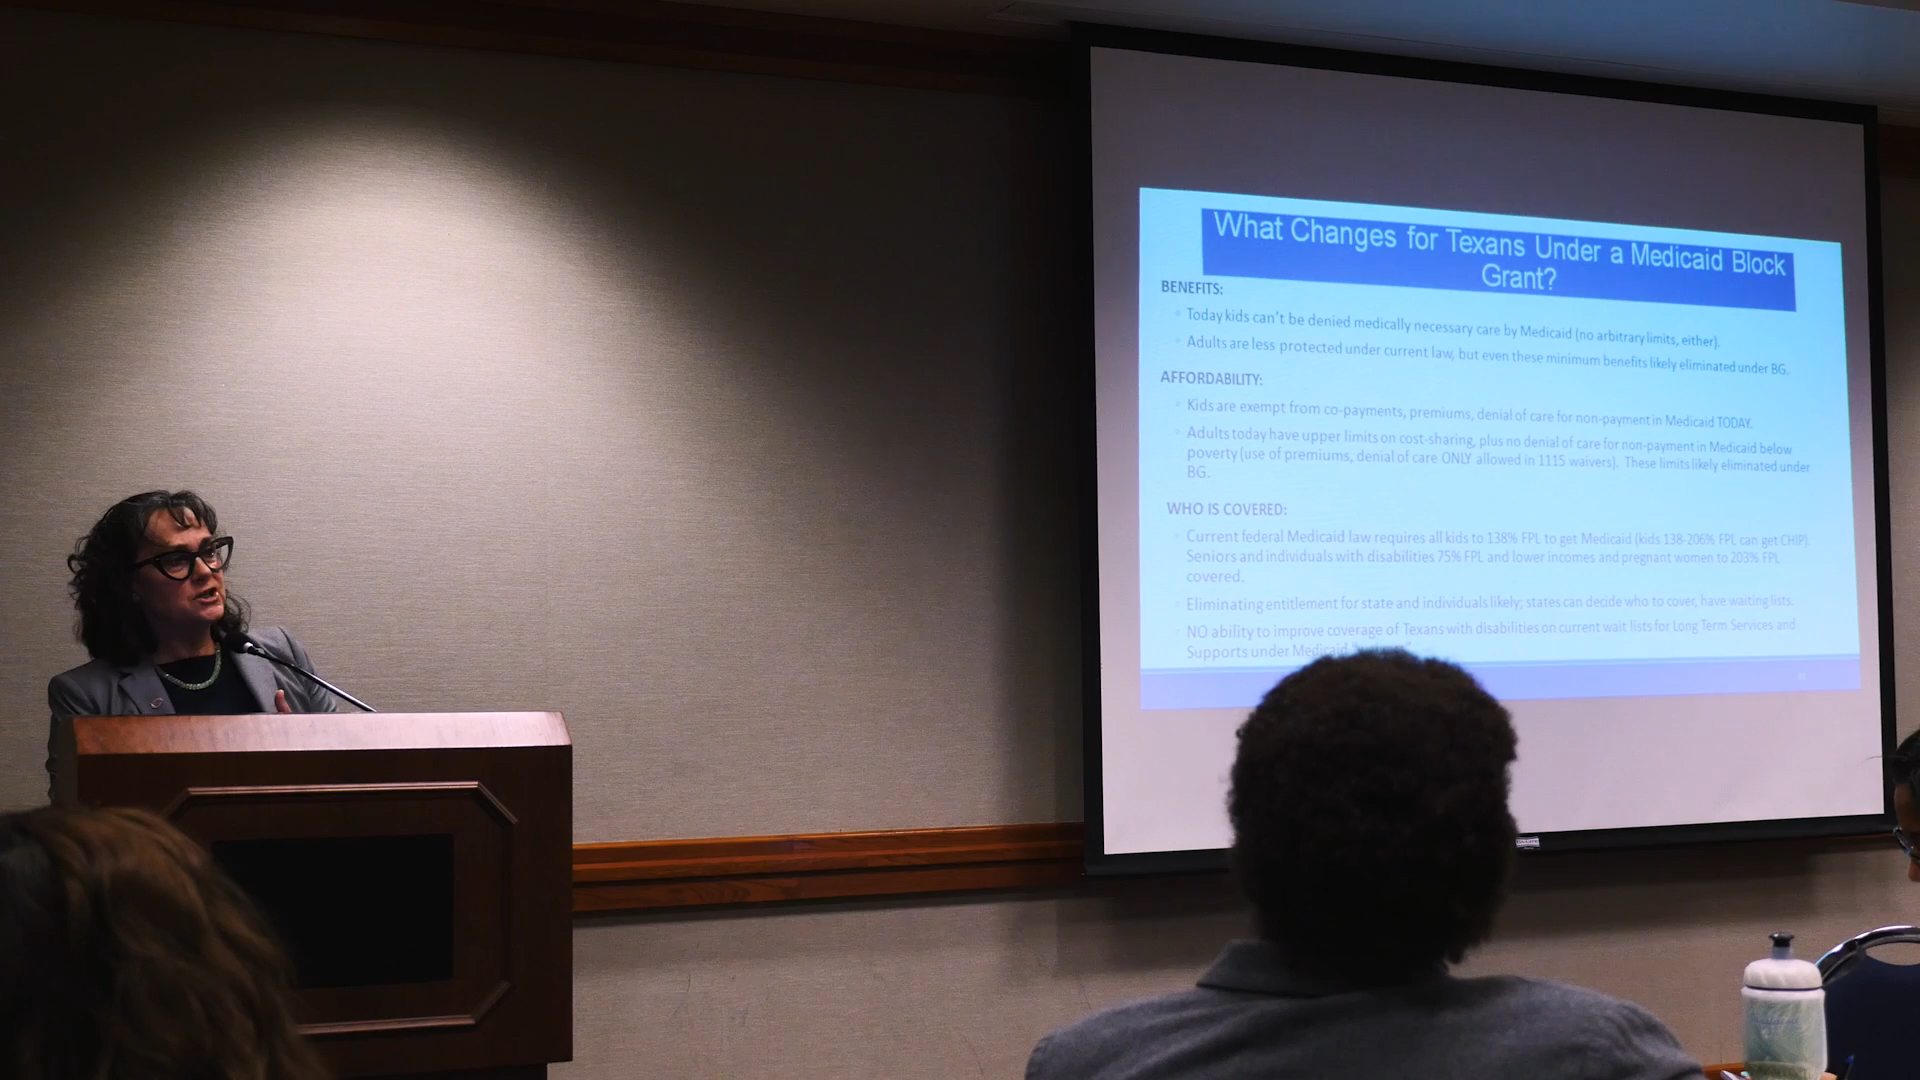 What Changes for Texans Under a Medicaid Block
Grant?
BENEFITS:
Today kids can't be denied medically necessary care by Medicaid (no arbitrary limits, either).
Adults are less protected under current law, but even these minimum benefits likely eliminated under BG.
AFFORDABILITY:
Kids are exempt from co-payments, premiums, denial of care for non-payment in Medicaid TODAY.
Adults today have upper limits on cost-sharing, plus no denial of care for non-payment in Medicaid below
poverty (use of premiums, denial of care ONLY allowed in 1115 waivers). These limits likely eliminated under
BG.
WHO IS COVERED:
Current federal Medicaid law requires all kids to 138% FPL to get Medicaid (kids 138-206% FPL can get CHIP).
Seniors and individuals with disabilities 75% FPL and lower incomes and pregnant women to 203% FPL
covered.
Eliminating entitlement for state and individuals likely; states can decide who to cover, have waiting lists.
NO ability to improve coverage of Texans with disabilities on current wait lists for Long Term Services and
Supports under Medicaid